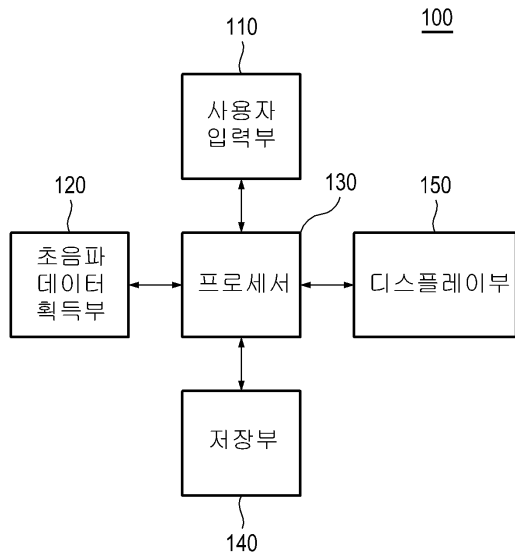 100
110
사용자
입력부
120
초음파
데이터
획득부
130
프로세서
150
디스플레이부
저장부
140